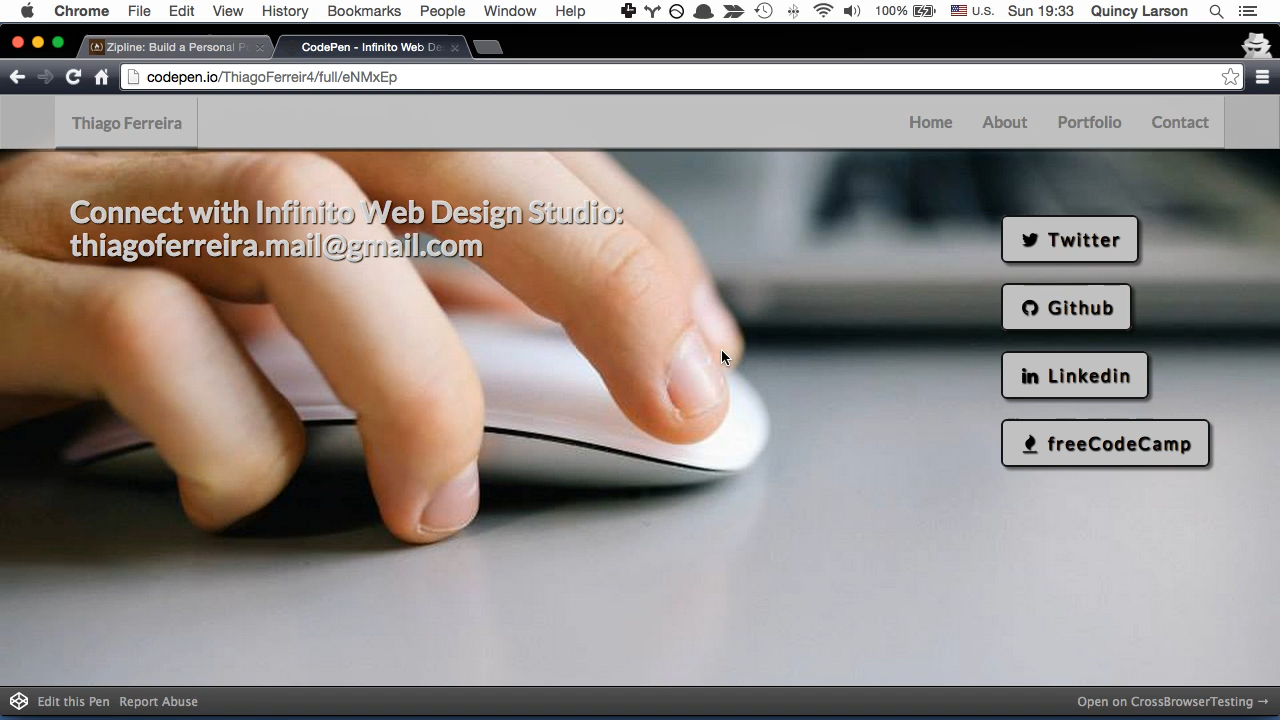 Chrome File Edit View History Bookmarks People Window Help 100% U.S. Sun 19:33 Quincy Larson
Zipline: Build a Personal P CodePen - Infinito Web De
codepen.io/ThiagoFerreir4/full/eNMxEp
Thiago Ferreira Home About Portfolio Contact
Connect with Infinito Web Design Studio:
thiagoferreira.mail@gmail.com
Twitter
Github
Linkedin
freeCodeCamp
Edit this Pen Report Abuse Open on CrossBrowserTesting →